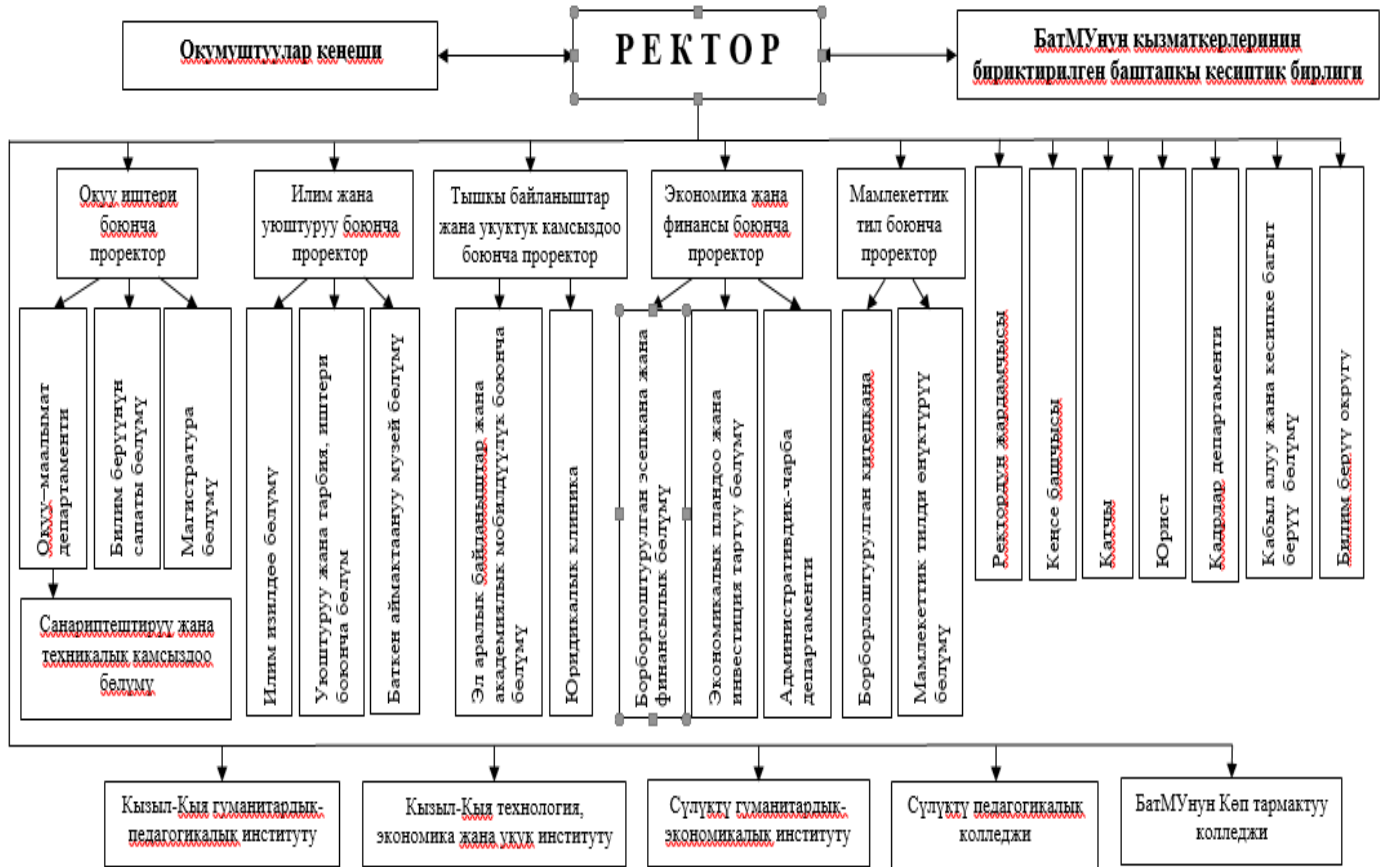 Окумуштуулар кеңеши
Р Е К Т О Р
БатМУнун кызматкерлеринин
бириктирилген баштапкы кесиптик бирлиги
Окуу иштери
боюнча
проректор
Илим жана
уюштуруу боюнча
проректор
Тышкы байланыштар
жана укуктук камсыздоо
боюнча проректор
Экономика жана
финансы боюнча
проректор
Мамлекеттик
тил боюнча
проректор
Окуу–маалымат
департаменти
Билим берүүнүн
сапаты бөлүмү
Магистратура
бөлүмү
Санариптештирүү жана
техникалык камсыздоо
бөлүмү
Илим изилдөө бөлүмү
Уюштуруу жана тарбия, иштери
боюнча бөлүм
Баткен аймактаануу музей бөлүмү
Эл аралык байланыштар жана
академиялык мобилдүүлүк боюнча
бөлүмү
Юридикалык клиника
Борборлоштурулган эсепкана жана
финансылык бөлүмү
Экономикалык пландоо жана
инвестиция тартуу бөлүмү
Административдик-чарба
департаменти
Борборлоштурулган китепкана
Мамлекеттик тилди өнүктүрүү
бөлүмү
Ректордун жардамчысы
Кеңсе башчысы
Катчы
Юрист
Кадрлар департаменти
Кабыл алуу жана кесипке багыт
берүү бөлүмү
Билим берүү округу
Кызыл-Кыя гуманитардык-
педагогикалык институту
Кызыл-Кыя технология,
экономика жана укук институту
Сүлүктү гуманитардык-
экономикалык институту
Сүлүктү педагогикалык
колледжи
БатМУнун Көп тармактуу
колледжи